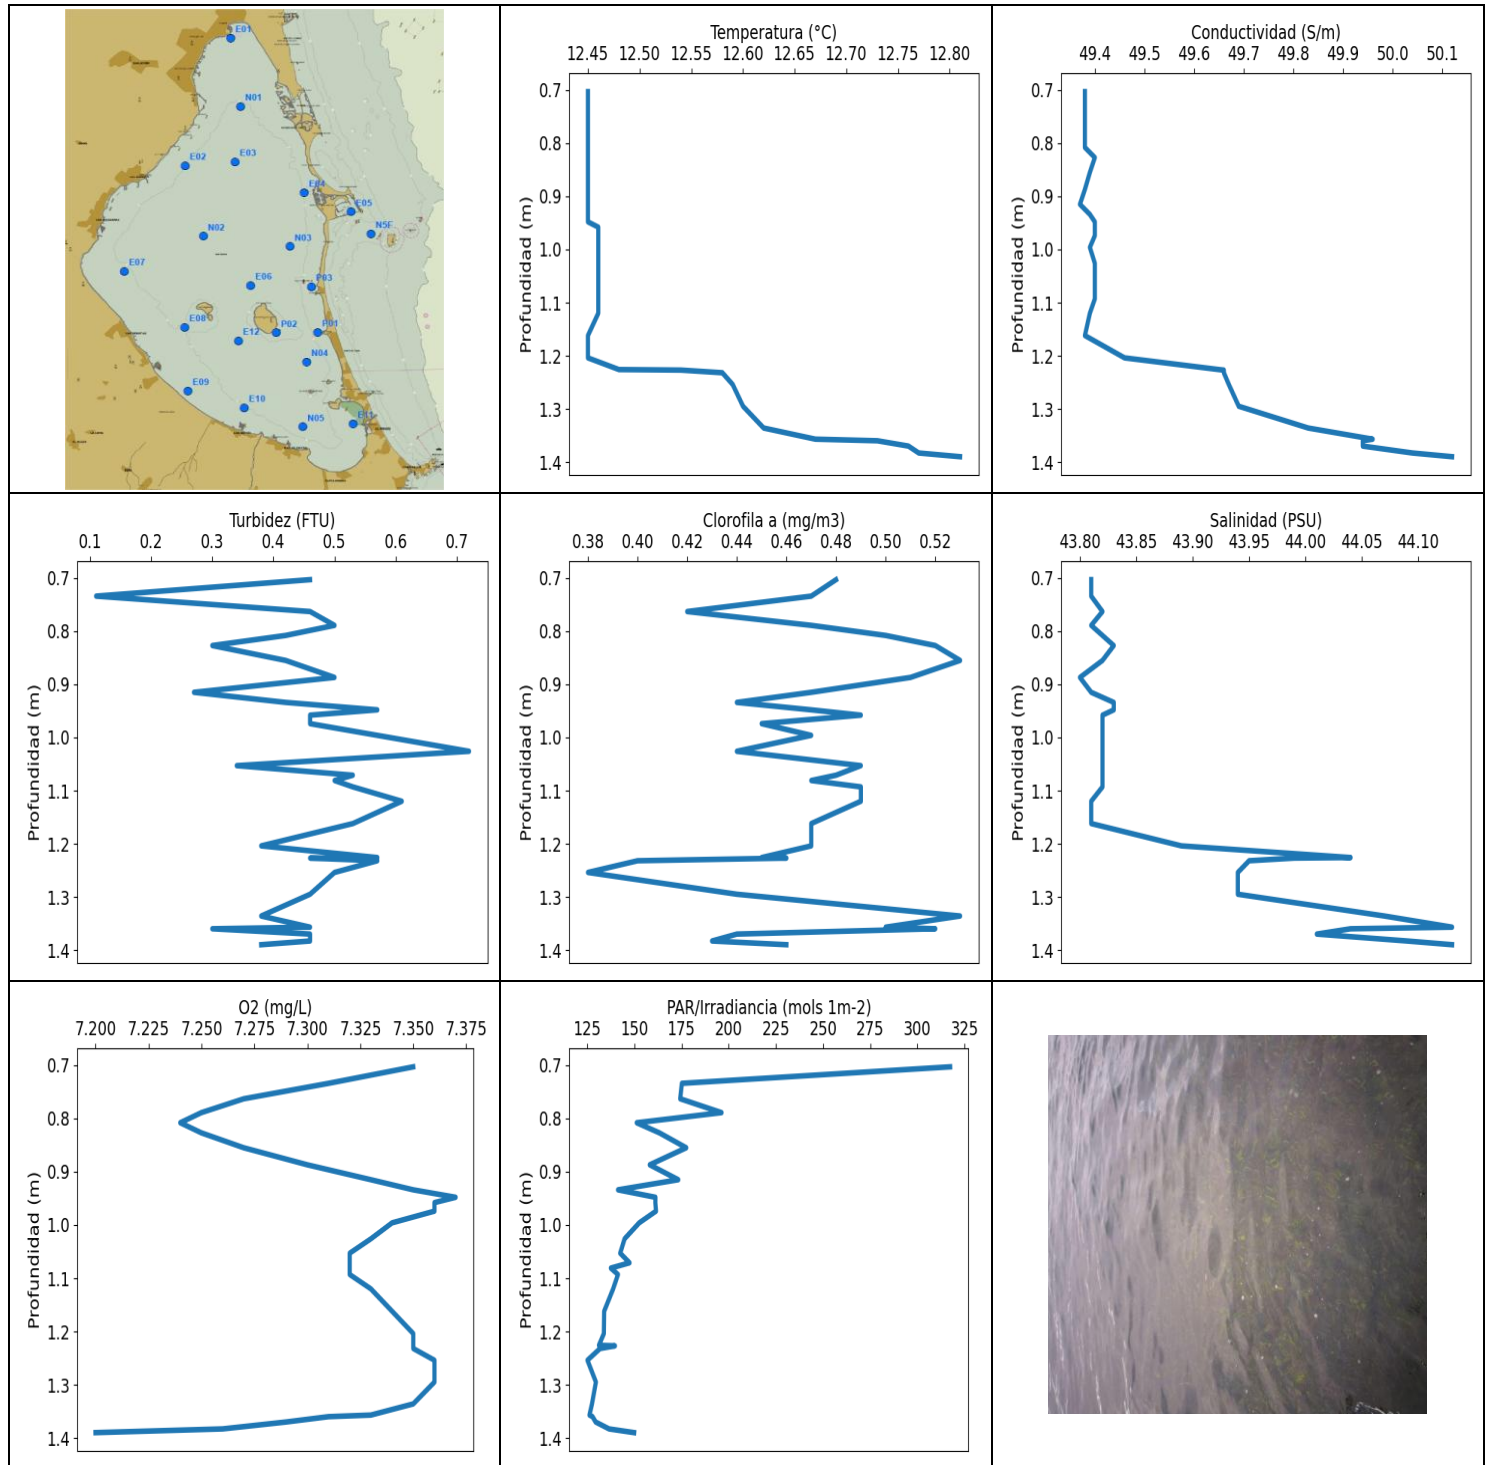 E01
N01
E02
E03
E04
E05
N5F
N02
N03
E07
E06
P03
E08
E12
P02
P01
N04
E09
E10
N05
E11
Temperatura (°C)
12.45 12.50 12.55 12.60 12.65 12.70 12.75 12.80
Profundidad (m)
0.7
0.8
0.9
1.0
1.1
1.2
1.3
1.4
Conductividad (S/m)
49.4 49.5 49.6 49.7 49.8 49.9 50.0 50.1
Profundidad (m)
0.7
0.8
0.9
1.0
1.1
1.2
1.3
1.4
Turbidez (FTU)
0.1 0.2 0.3 0.4 0.5 0.6 0.7
Profundidad (m)
0.7
0.8
0.9
1.0
1.1
1.2
1.3
1.4
Clorofila a (mg/m3)
0.38 0.40 0.42 0.44 0.46 0.48 0.50 0.52
Profundidad (m)
0.7
0.8
0.9
1.0
1.1
1.2
1.3
1.4
Salinidad (PSU)
43.80 43.85 43.90 43.95 44.00 44.05 44.10
Profundidad (m)
0.7
0.8
0.9
1.0
1.1
1.2
1.3
1.4
O2 (mg/L)
7.200 7.225 7.250 7.275 7.300 7.325 7.350 7.375
Profundidad (m)
0.7
0.8
0.9
1.0
1.1
1.2
1.3
1.4
PAR/Irradiancia (mols 1m-2)
125 150 175 200 225 250 275 300 325
Profundidad (m)
0.7
0.8
0.9
1.0
1.1
1.2
1.3
1.4